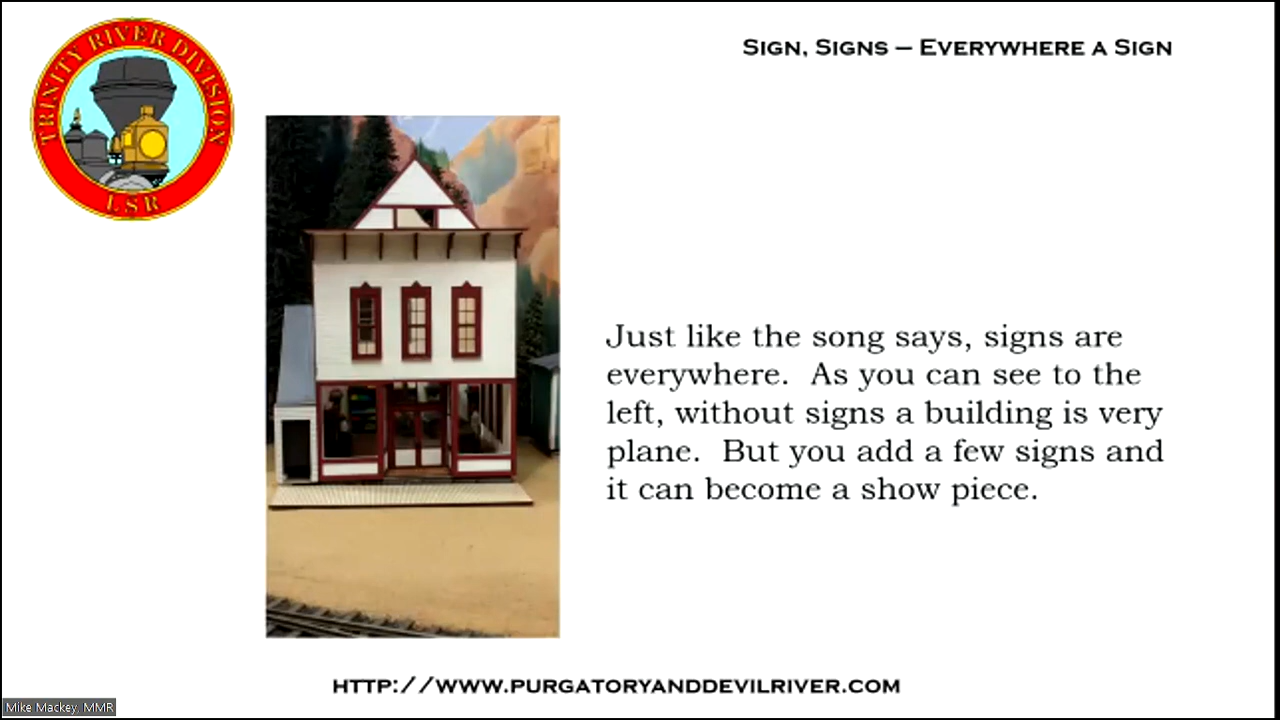 TRINITY RIVER DIVISION
LSR
Sign, Signs – Everywhere a Sign
Just like the song says, signs are
everywhere. As you can see to the
left, without signs a building is very
plane. But you add a few signs and
it can become a show piece.
http://www.purgatoryanddevilriver.com
Mike Mackey, MMR